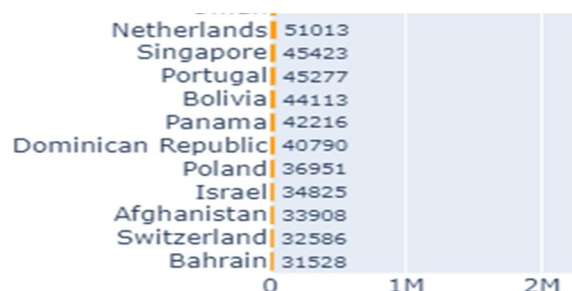 Netherlands 51013
Singapore 45423
Portugal 45277
Bolivia 44113
Panama 42216
Dominican Republic 40790
Poland 36951
Israel 34825
Afghanistan 33908
Switzerland 32586
Bahrain 31528
0 1M 2M